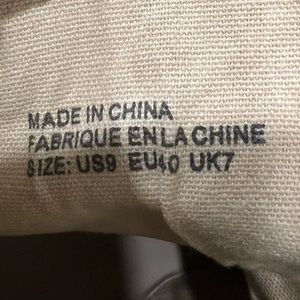 MADE IN CHINA
FABRIQUE EN LA CHINE
SIZE: US9 EU40 UK7